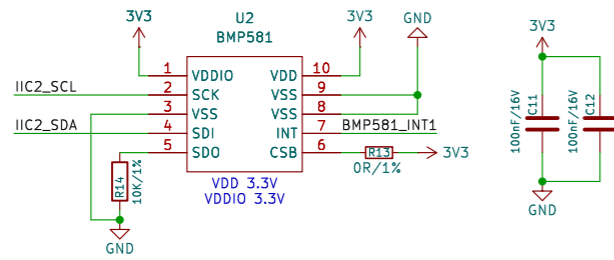 3V3
U2
BMP581
3V3
GND
3V3
1 VDDIO VDD 10
IIC2_SCL 2 SCK VSS 9
3 VSS VSS 8
IIC2_SDA 4 SDI INT 7 BMP581_INT1
5 SDO CSB 6 R13 3V3
0R/1%
R14
10K/1%
VDD 3.3V
VDDIO 3.3V
GND
C11
100nF/16V
C12
100nF/16V
GND